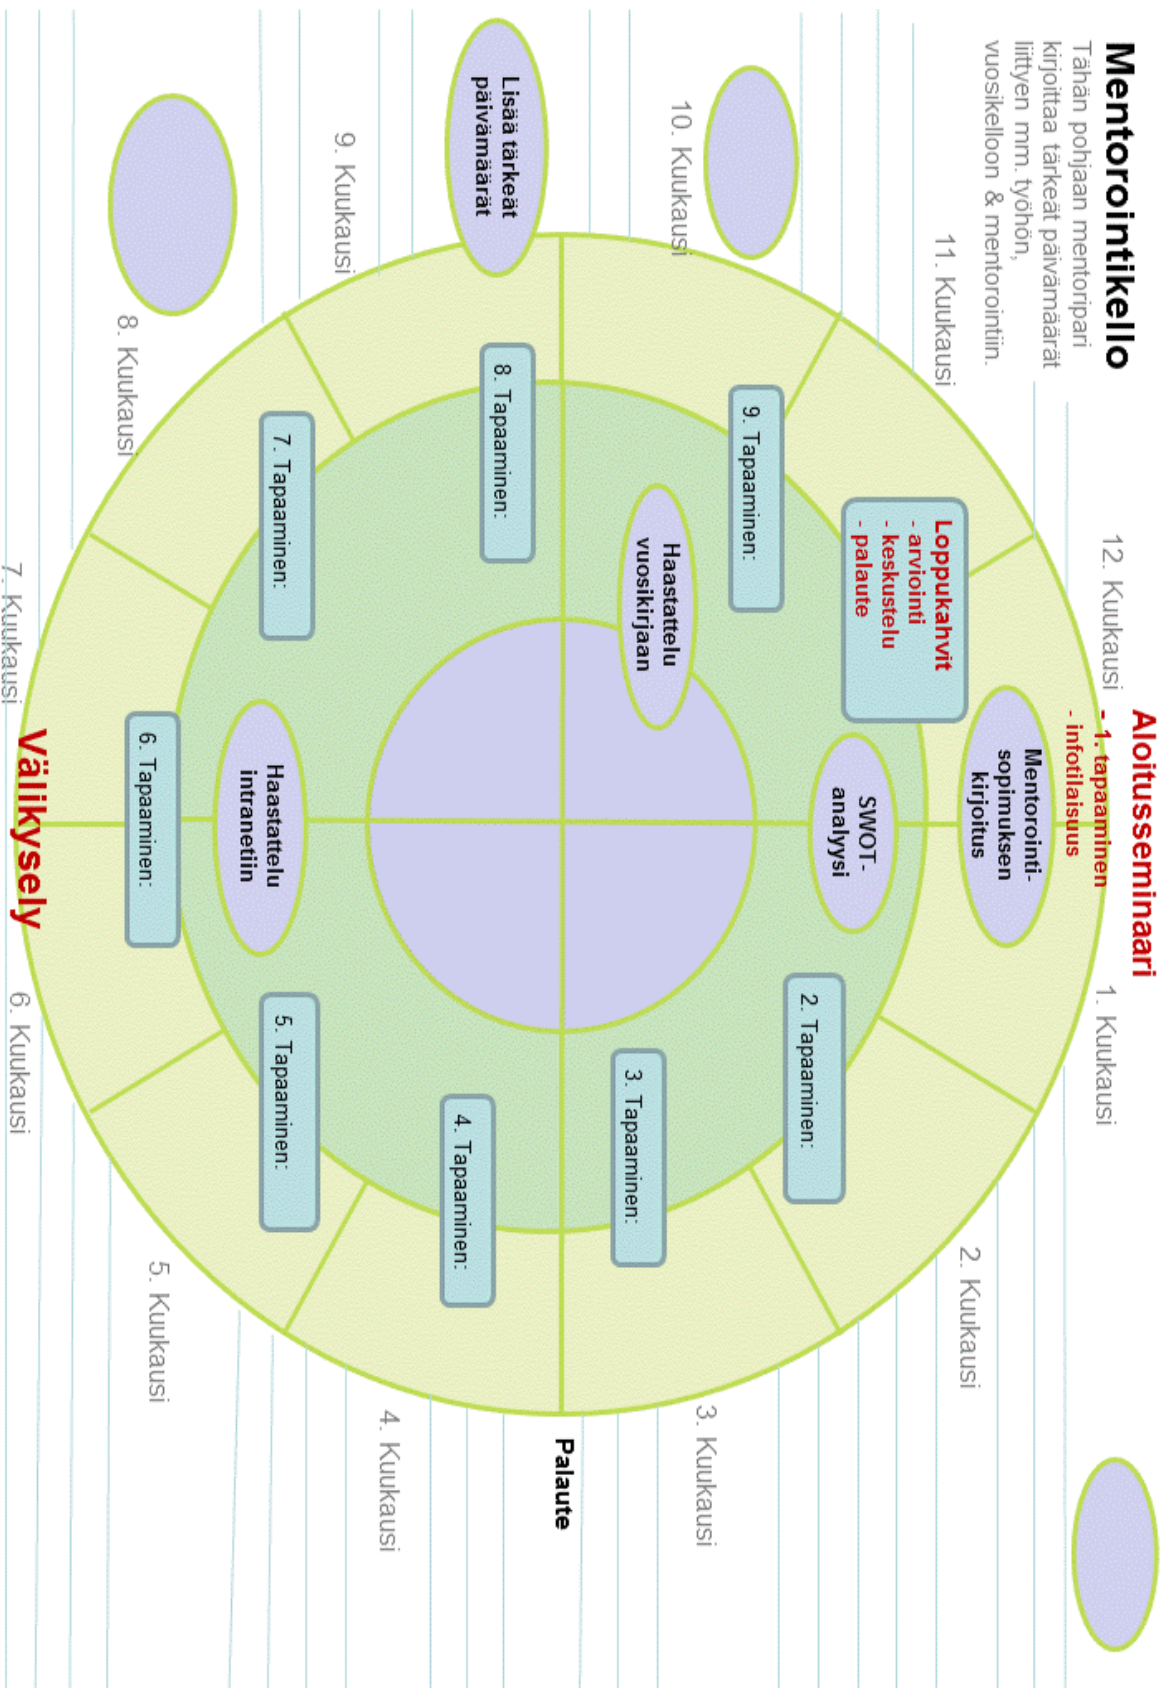 Mentorointikello
Tähän pohjaan mentoripari
kirjoittaa tärkeät päivämäärät
liittyen mm. työhön,
vuosikelloon & mentorointiin.
Aloitusseminaari
- 1. tapaaminen
- infotilaisuus
12. Kuukausi
1. Kuukausi
Mentorointi-
sopimuksen
kirjoitus
11. Kuukausi
Loppukahvit
- arviointi
- keskustelu
- palaute
SWOT-
analyysi
2. Tapaaminen:
2. Kuukausi
9. Tapaaminen:
10. Kuukausi
Haastattelu
vuosikirjaan
3. Tapaaminen:
3. Kuukausi
Palaute
Lisää tärkeät
päivämäärät
8. Tapaaminen:
4. Tapaaminen:
4. Kuukausi
9. Kuukausi
7. Tapaaminen:
Haastattelu
intranetiin
5. Tapaaminen:
5. Kuukausi
8. Kuukausi
6. Tapaaminen:
7. Kuukausi
Välikysely
6. Kuukausi